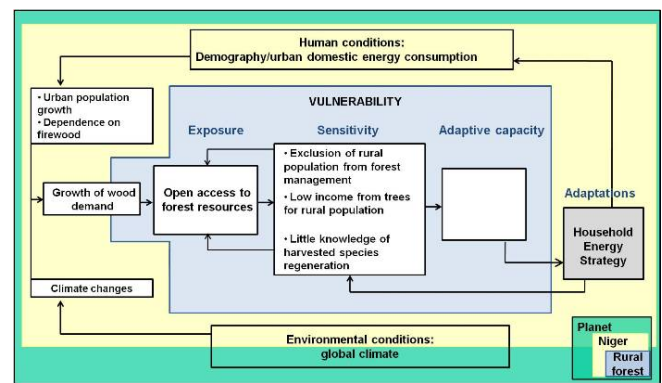 Human conditions:
Demography/urban domestic energy consumption
• Urban population
growth
• Dependence on
firewood
VULNERABILITY
Exposure
Sensitivity
Adaptive capacity
• Exclusion of rural
population from forest
management
• Low income from trees
for rural population
• Little knowledge of
harvested species
regeneration
Open access to
forest resources
Growth of wood
demand
Adaptations
Household
Energy
Strategy
Climate changes
Environmental conditions:
global climate
Planet
Niger
Rural
forest